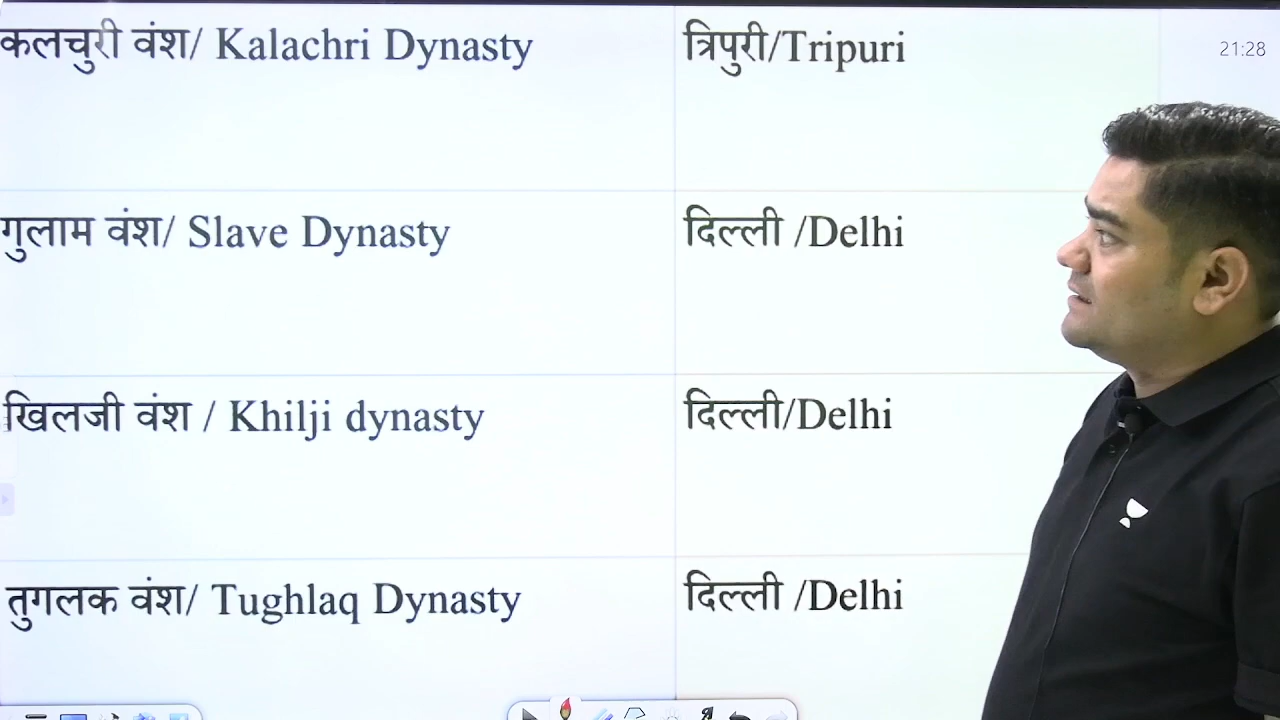 कलचुरी वंश/ Kalachri Dynasty
त्रिपुरी/Tripuri
21:28
गुलाम वंश/ Slave Dynasty
दिल्ली /Delhi
खिलजी वंश / Khilji dynasty
दिल्ली/Delhi
तुगलक वंश/ Tughlaq Dynasty
दिल्ली /Delhi